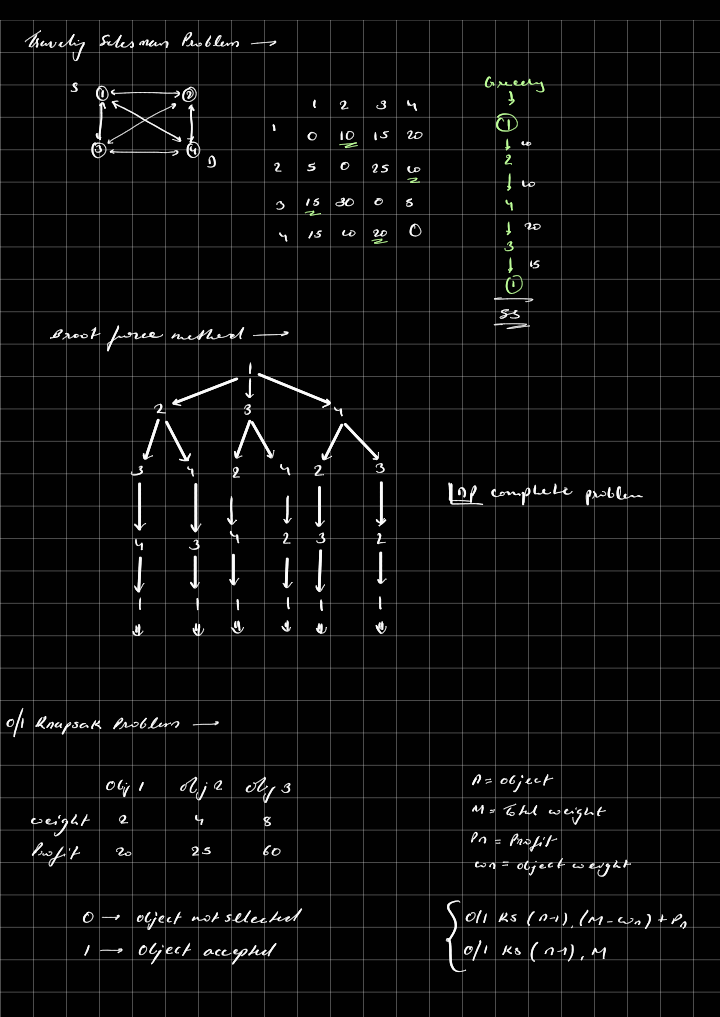 Traveling Salesman Problem →
S ① ②
③ ④ D
1 2 3 4
1 0 10 15 20
2 5 0 25 10
3 15 30 0 5
4 15 10 20 0
Greedy
①
10
2
10
4
20
3
15
①
55
Broot force method →
1
2 3 4
3 4 2 4 2 3
4 3 4 2 3 2
1 1 1 1 1 1
NP complete problem
0/1 Knapsak Problem →
Obj 1 obj 2 obj 3
weight 2 4 8
Profit 20 25 60
0 → object not selected
1 → Object accepted
n = object
M = Total weight
Pn = Profit
wn = object weight
0/1 KS (n-1), (M-wn) + Pn
0/1 KS (n-1), M